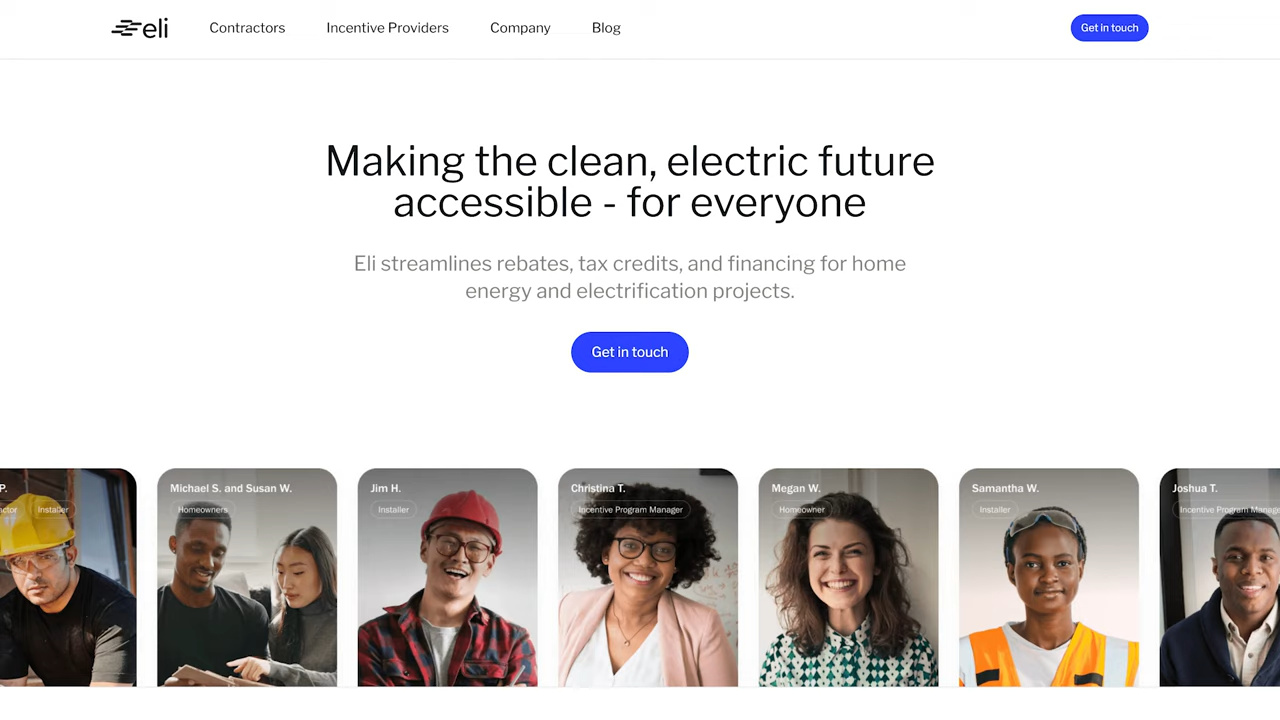 eli
Contractors
Incentive Providers
Company
Blog
Get in touch
Making the clean, electric future
accessible - for everyone
Eli streamlines rebates, tax credits, and financing for home
energy and electrification projects.
Get in touch
P.
Installer
Michael S. and Susan W.
Homeowners
Jim H.
Installer
Christina T.
Incentive Program Manager
Megan W.
Homeowner
Samantha W.
Installer
Joshua T.
Incentive Program Manage